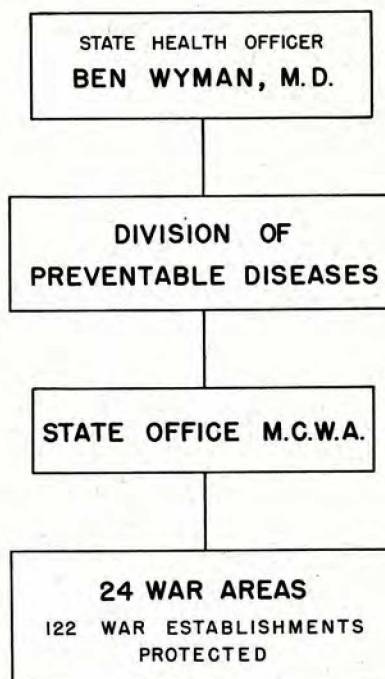 STATE HEALTH OFFICER
BEN WYMAN, M.D.
DIVISION OF
PREVENTABLE DISEASES
STATE OFFICE M.C.W.A.
24 WAR AREAS
122 WAR ESTABLISHMENTS
PROTECTED